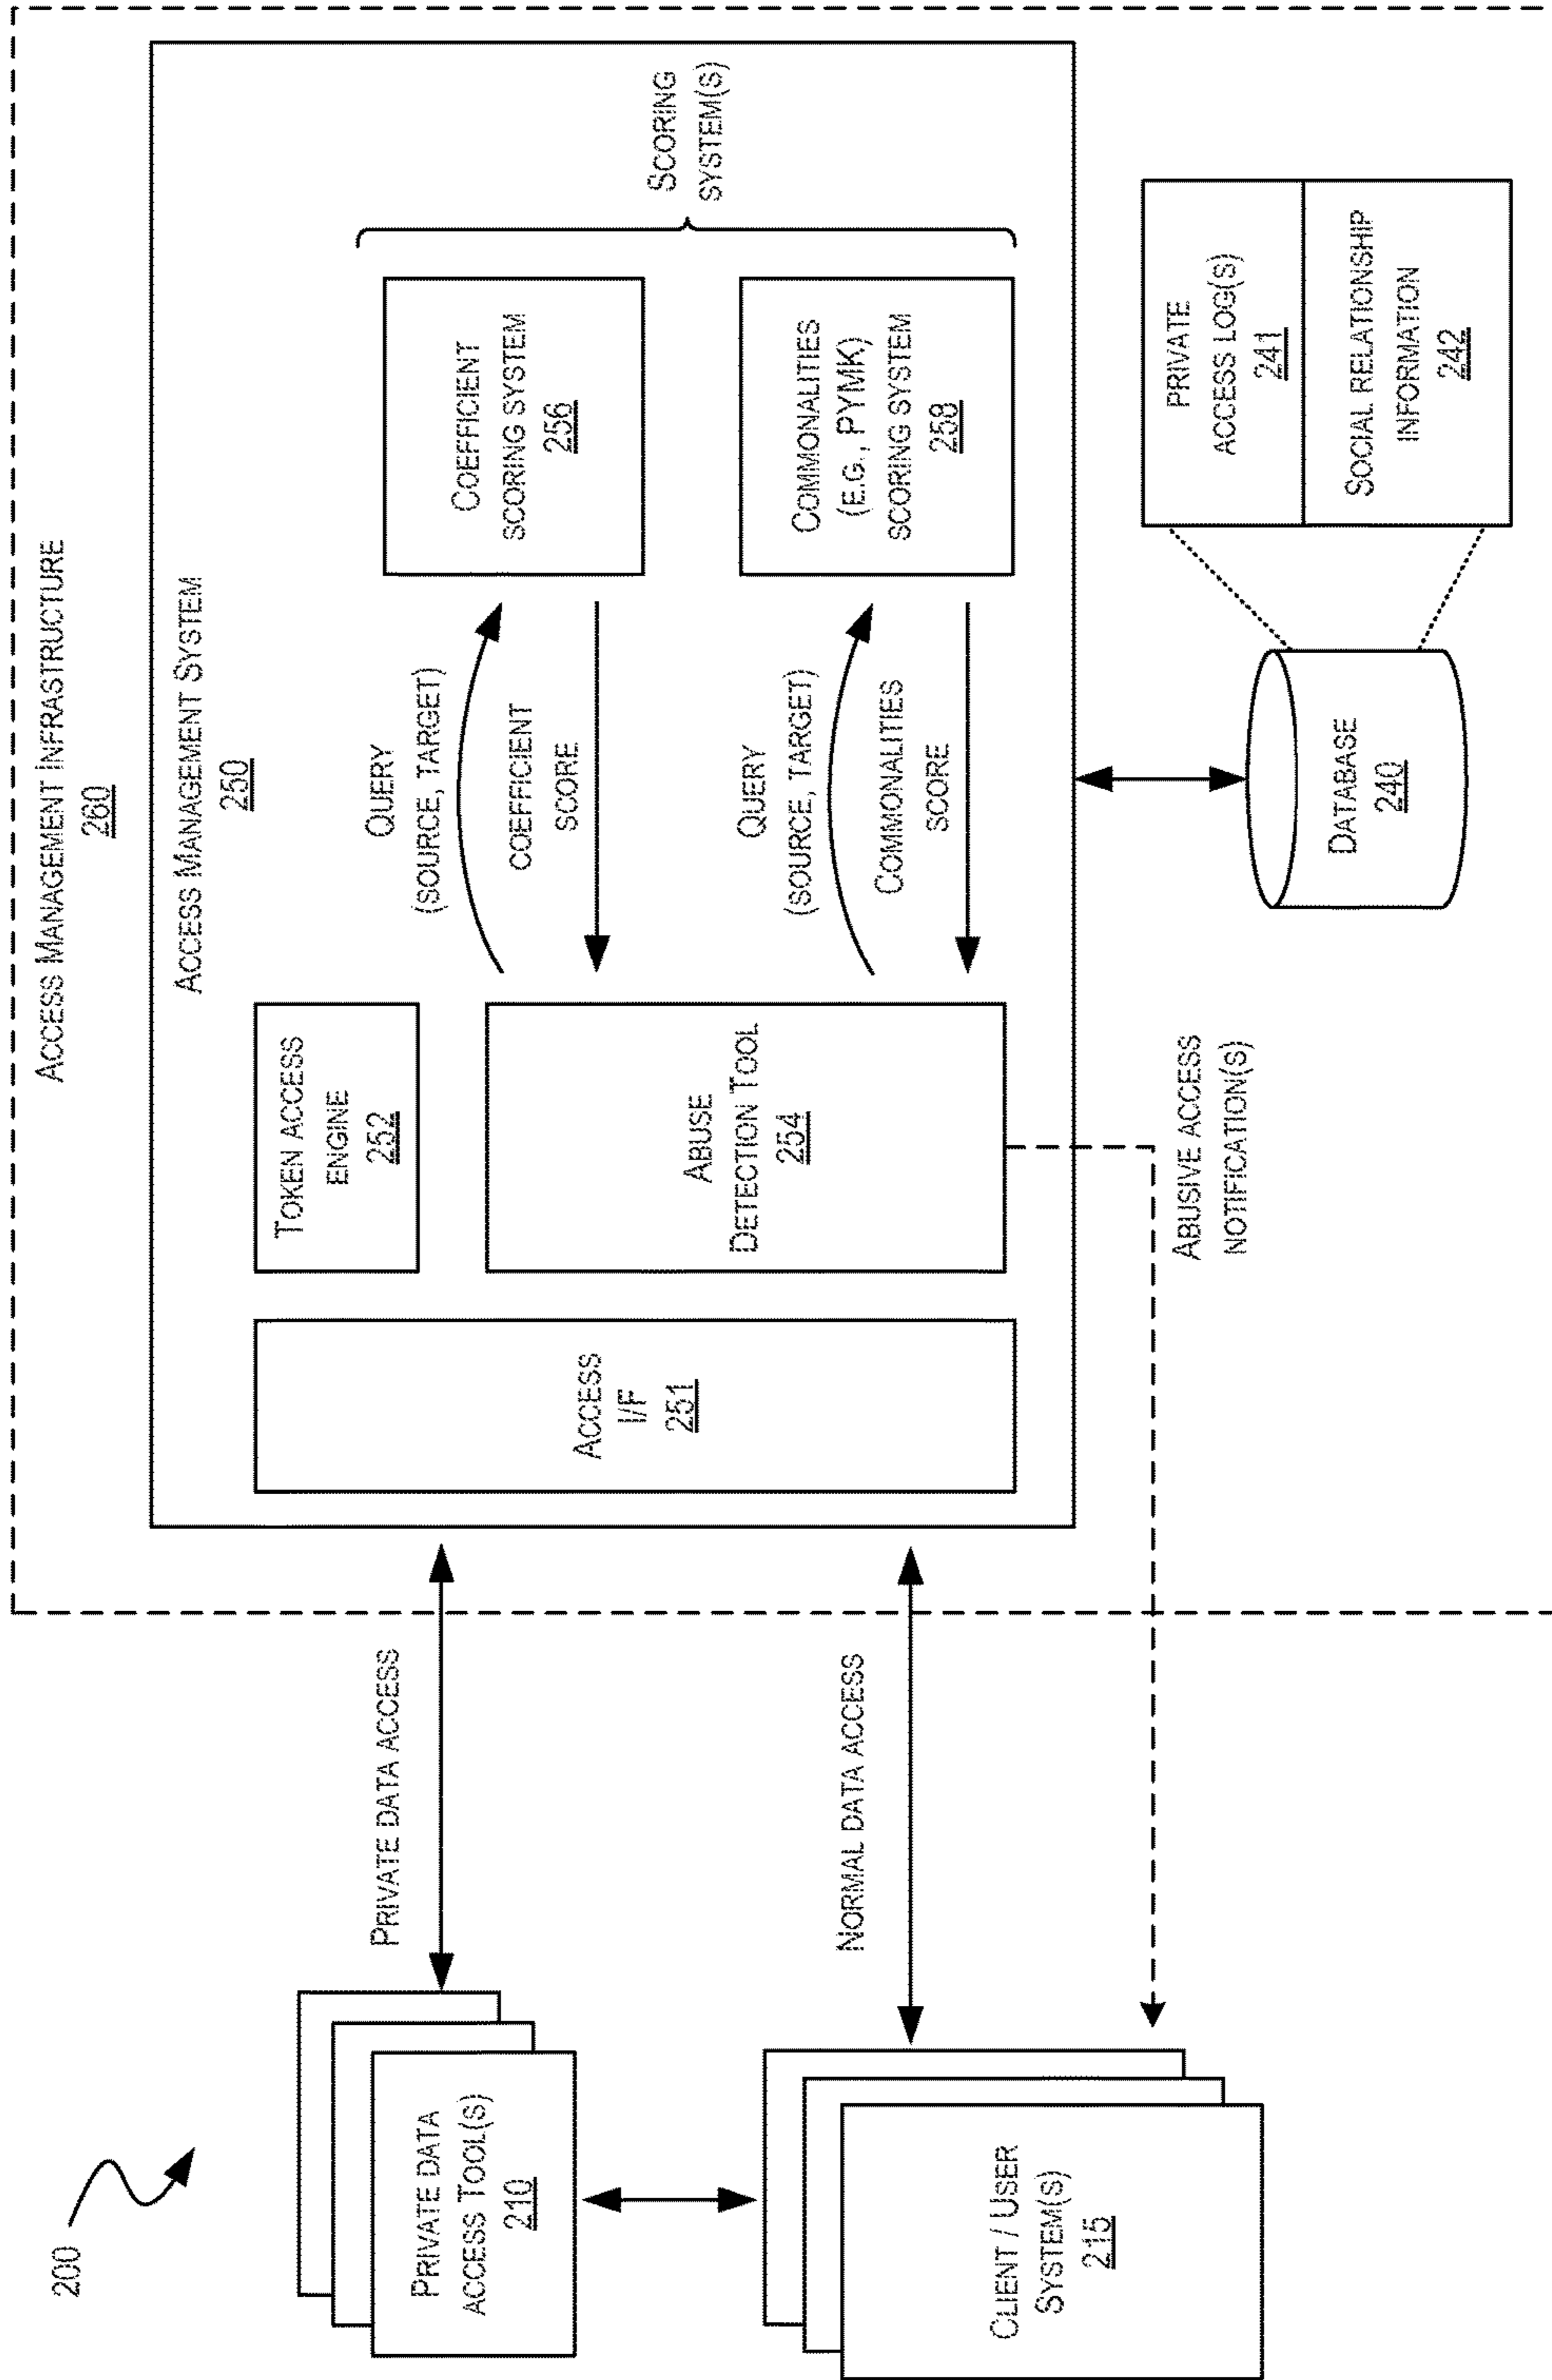 200
Access Management Infrastructure
260
Access Management System
250
Private data
access Tool(s)
210
Private data access
Client / User
System(s)
215
Normal data access
Access
I/F
251
Token access
engine
252
Abuse
Detection Tool
254
Query
(source, target)
coefficient
score
Coefficient
scoring system
256
Query
(source, target)
Commonalities
score
Commonalities
(e.g., PYMK)
scoring system
258
Scoring
system(s)
Abusive access
notification(s)
Database
240
private
access log(s)
241
Social relationship
information
242